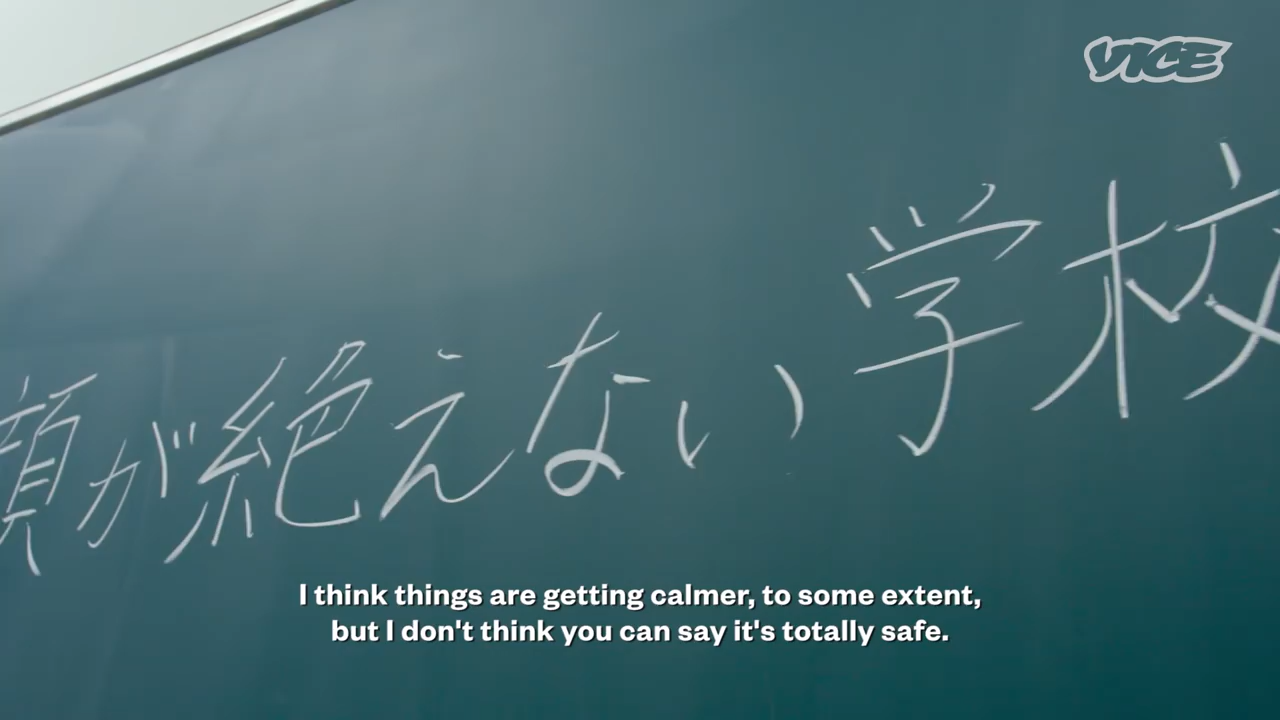 VICE
顔が絶えない学校
I think things are getting calmer, to some extent,
but I don't think you can say it's totally safe.